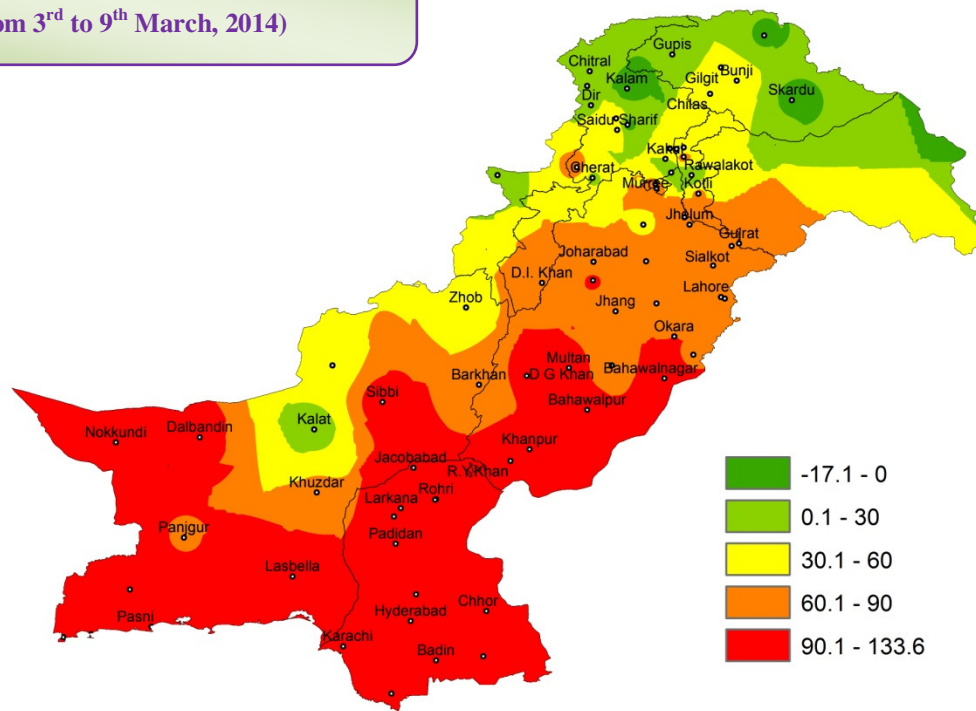 om 3rd to 9th March, 2014)
Gupis
Chitral
Kalam
Gilgit
Bunji
Skardu
Dir
Chilas
Saidu Sharif
Rawalakot
Cherat
Kotli
Jhelum
Gujrat
Joharabad
Sialkot
D.I. Khan
Lahore
Zhob
Jhang
Okara
Multan
Barkhan
D G Khan
Bahawalnagar
Sibbi
Bahawalpur
Kalat
Dalbandin
Nokkundi
Khanpur
Jacobabad
R.Y.Khan
Khuzdar
Rohri
Larkana
Panjgur
Padidan
Lasbella
Chhor
Hyderabad
Pasni
Karachi
Badin
-17.1 - 0
0.1 - 30
30.1 - 60
60.1 - 90
90.1 - 133.6